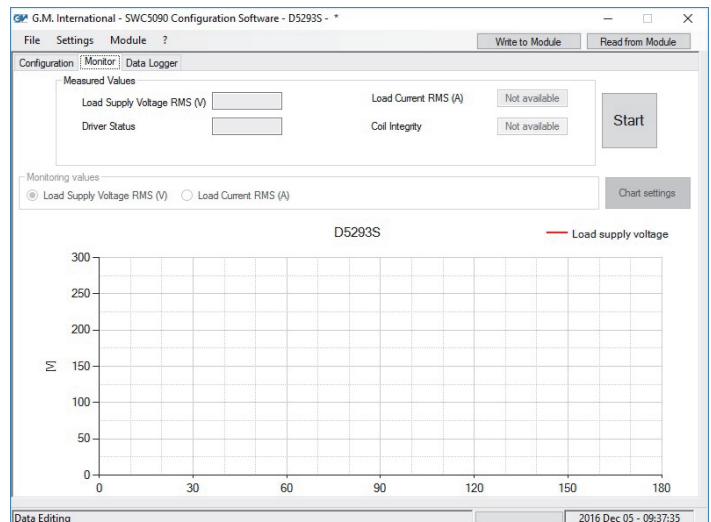 G.M. International - SWC5090 Configuration Software - D5293S - *
File Settings Module ? Write to Module Read from Module
Configuration Monitor Data Logger
Measured Values
Load Supply Voltage RMS (V) Load Current RMS (A) Not available
Driver Status Coil Integrity Not available
Start
Monitoring values
Load Supply Voltage RMS (V) Load Current RMS (A) Chart settings
D5293S
Load supply voltage
300
250
200
150
100
50
0
[V]
0 30 60 90 120 150 180
Data Editing 2016 Dec 05 - 09:37:35